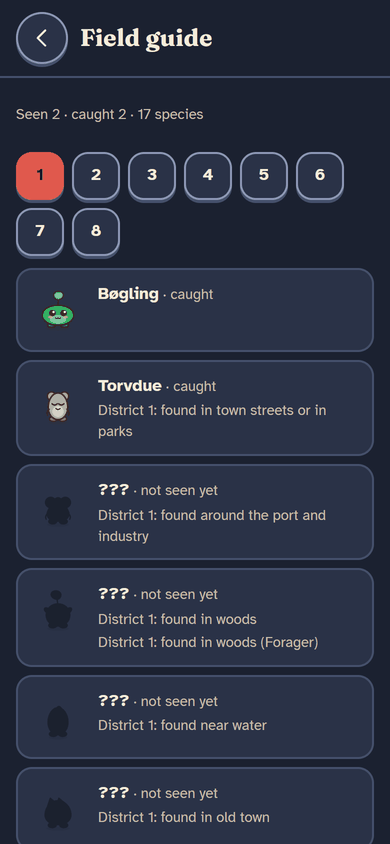 Field guide
Seen 2 · caught 2 · 17 species
1 2 3 4 5 6
7 8
Bøgling · caught
Torvdue · caught
District 1: found in town streets or in
parks
??? · not seen yet
District 1: found around the port and
industry
??? · not seen yet
District 1: found in woods
District 1: found in woods (Forager)
??? · not seen yet
District 1: found near water
??? · not seen yet
District 1: found in old town